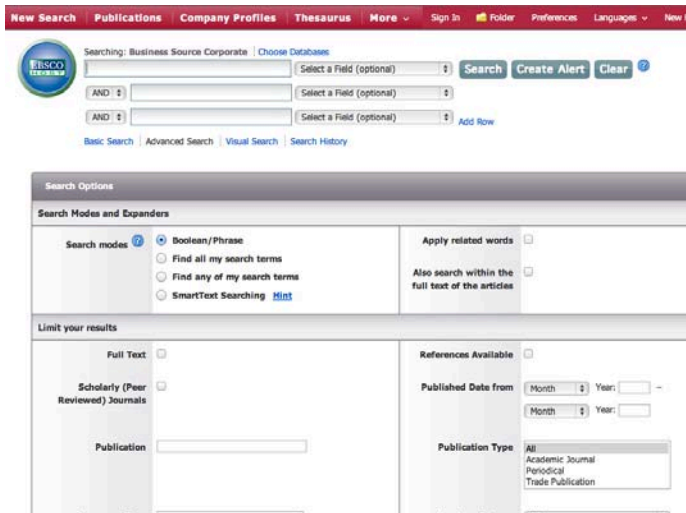 New Search Publications Company Profiles Thesaurus More Sign In Folder Preferences Languages New
EBSCO
HOST
Searching: Business Source Corporate Choose Databases
Select a Field (optional) Search Create Alert Clear ?
AND Select a Field (optional)
AND Select a Field (optional) Add Row
Basic Search Advanced Search Visual Search Search History
Search Options
Search Modes and Expanders
Search modes ? Boolean/Phrase Apply related words
Find all my search terms
Find any of my search terms Also search within the
SmartText Searching Hint full text of the articles
Limit your results
Full Text References Available
Scholarly (Peer Published Date from Month Year: –
Reviewed) Journals Month Year:
Publication Publication Type All
Academic Journal
Periodical
Trade Publication